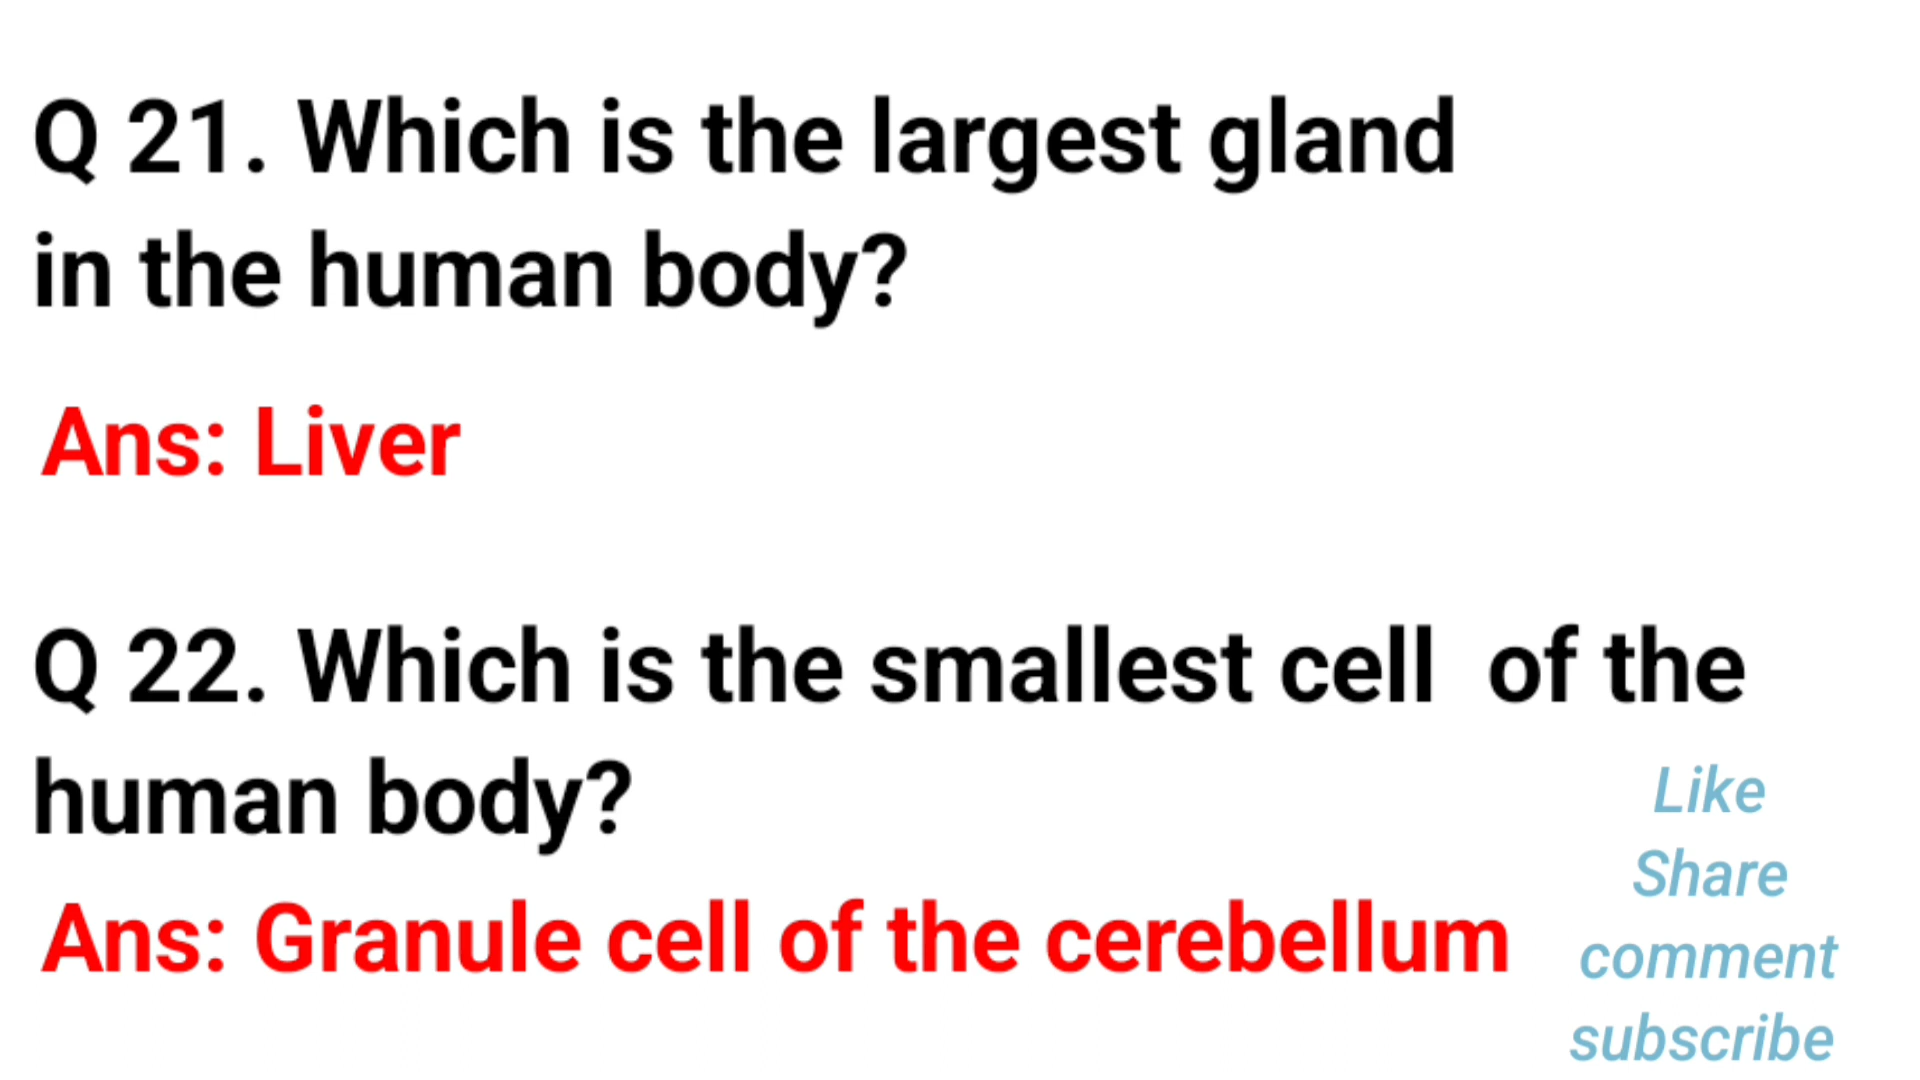 Q 21. Which is the largest gland
in the human body?
Ans: Liver
Q 22. Which is the smallest cell  of the
human body?
Ans: Granule cell of the cerebellum
Like
Share
comment
subscribe